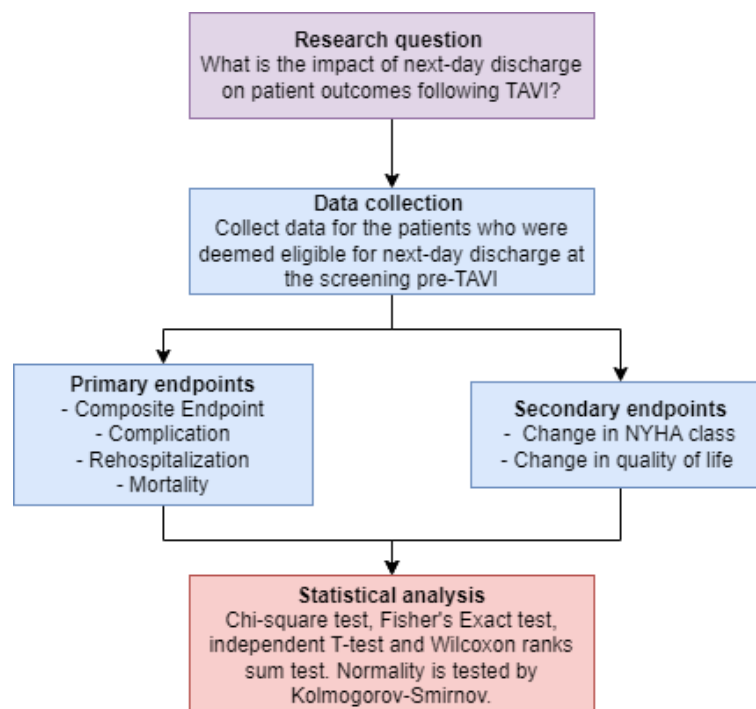 Research question
What is the impact of next-day discharge
on patient outcomes following TAVI?
Data collection
Collect data for the patients who were
deemed eligible for next-day discharge at
the screening pre-TAVI
Primary endpoints
- Composite Endpoint
- Complication
- Rehospitalization
- Mortality
Secondary endpoints
- Change in NYHA class
- Change in quality of life
Statistical analysis
Chi-square test, Fisher's Exact test,
independent T-test and Wilcoxon ranks
sum test. Normality is tested by
Kolmogorov-Smirnov.